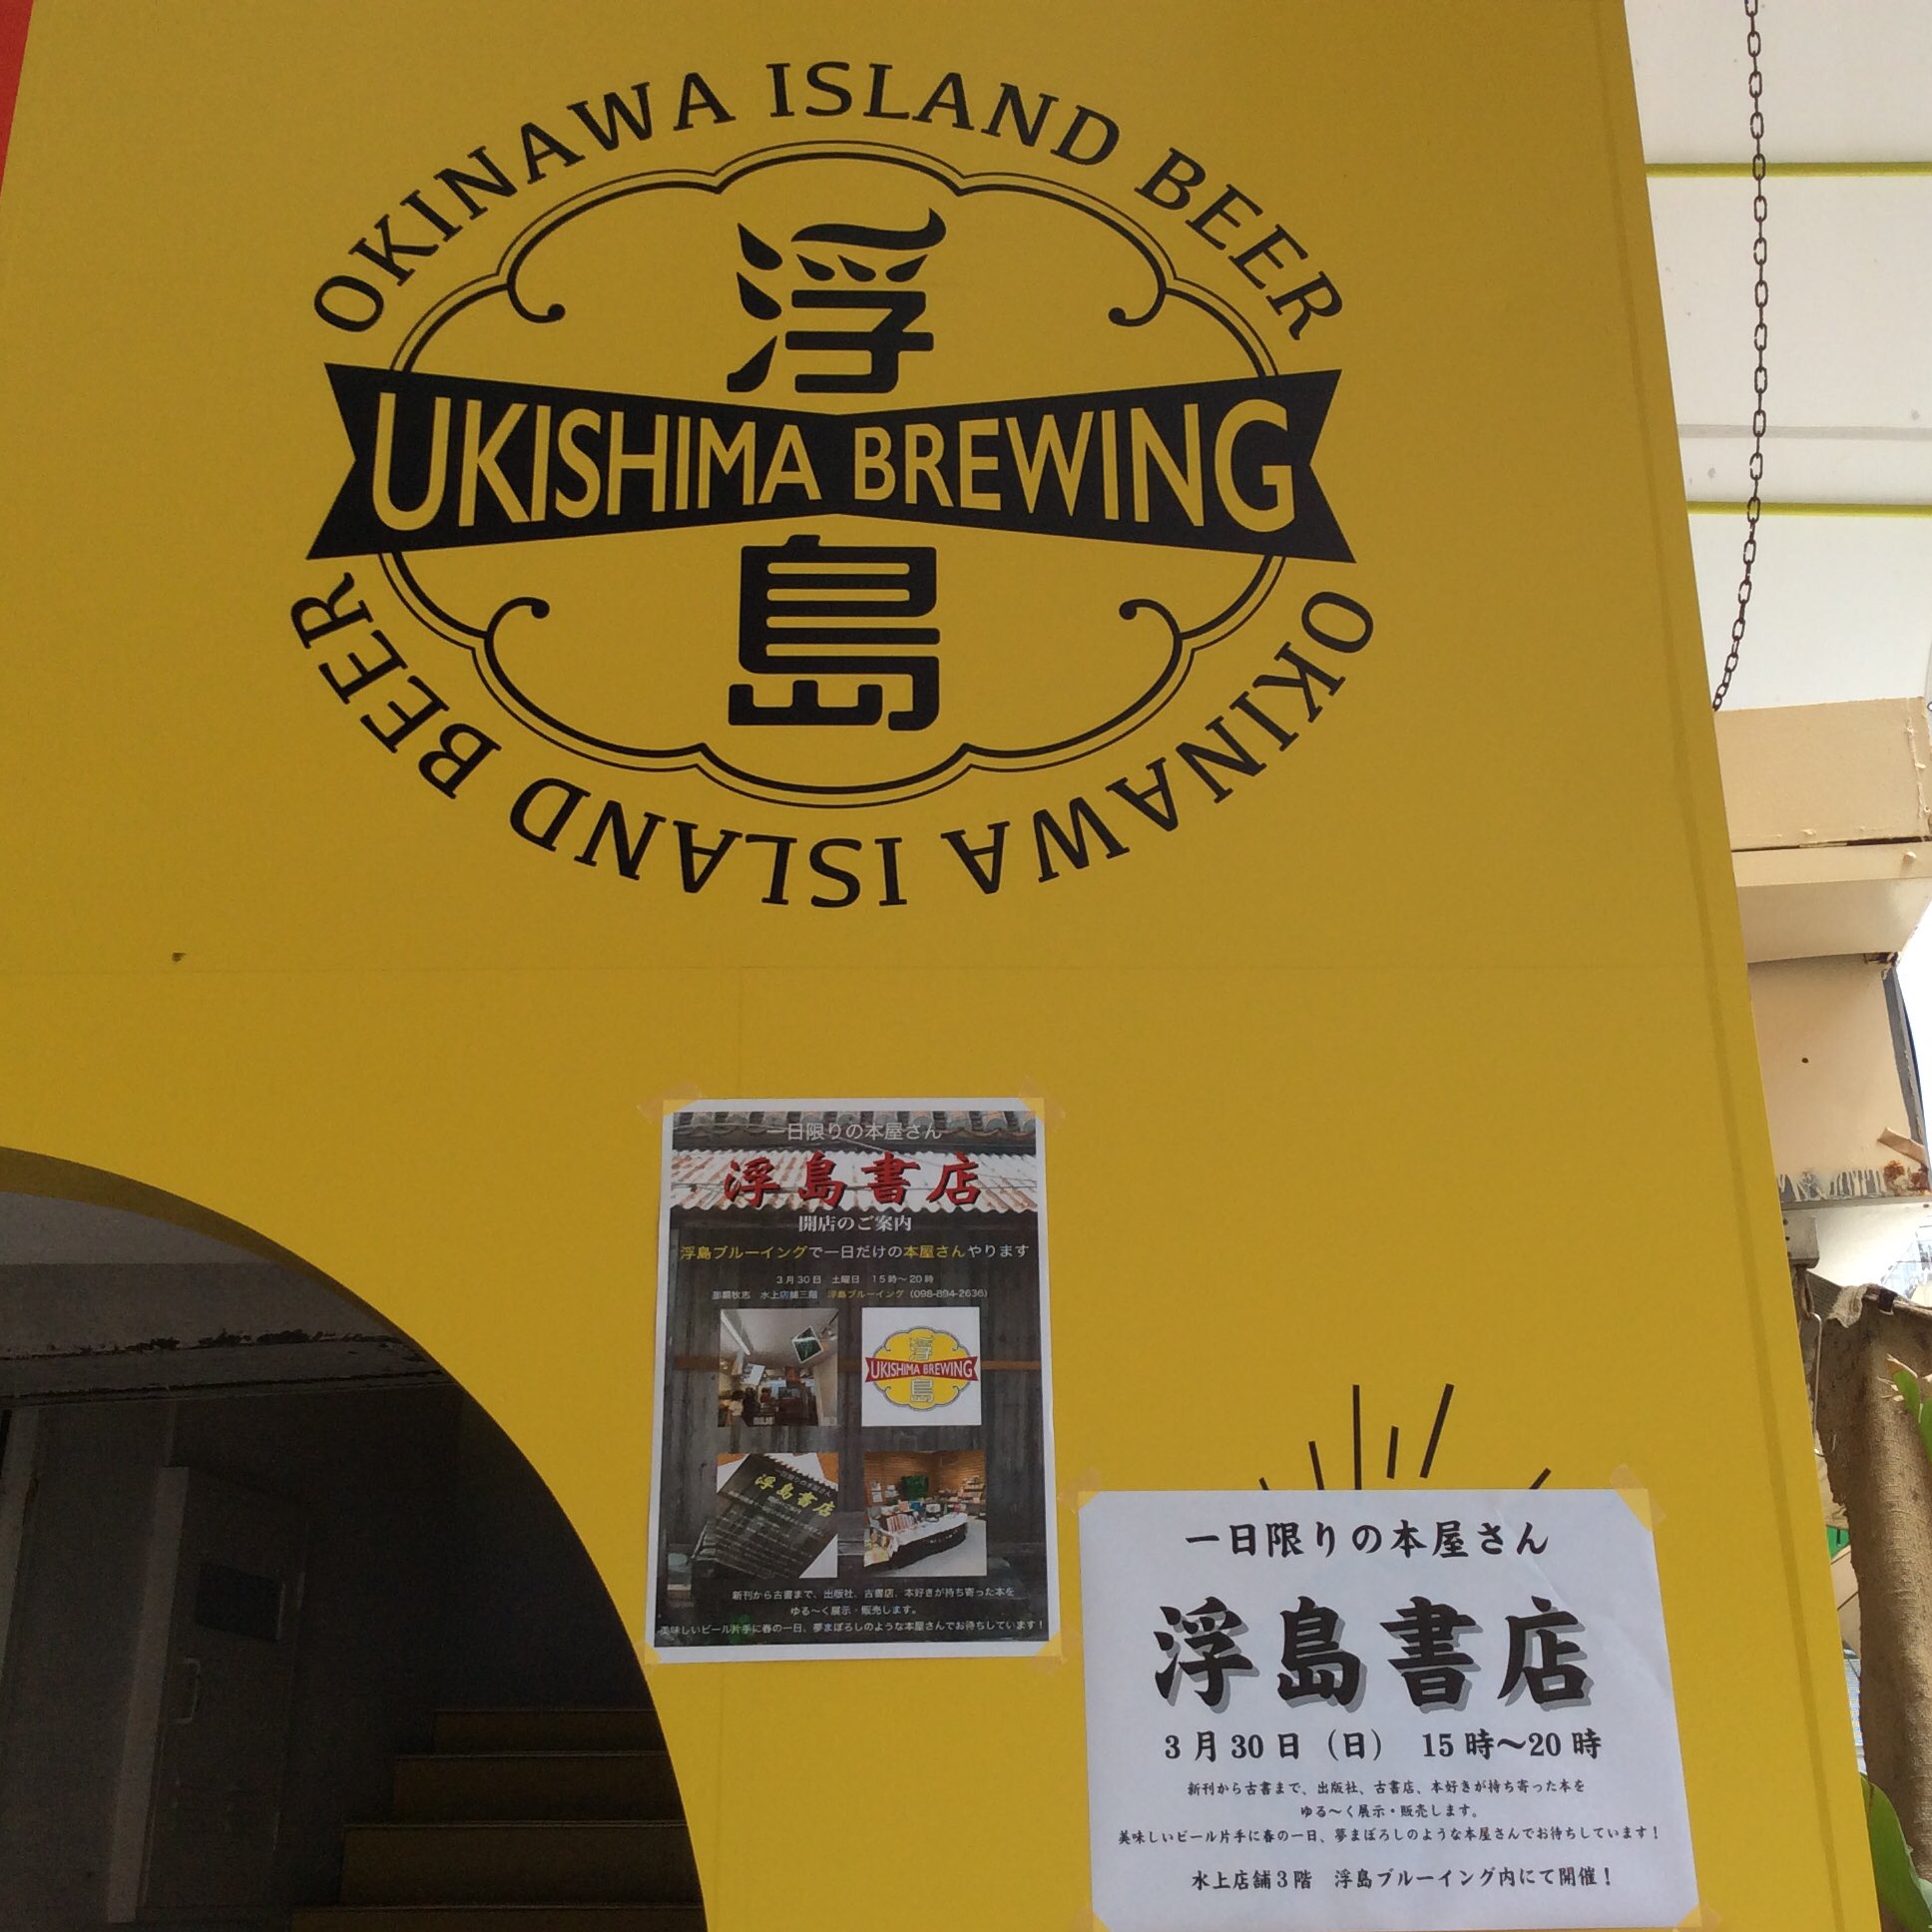 OKINAWA ISLAND BEER
浮
UKISHIMA BREWING
島
OKINAWA ISLAND BEER
一日限りの本屋さん
浮島書店
開店のご案内
浮島ブルーイングで一日だけの本屋さんやります
3月30日 土曜日 15時〜20時
那覇牧志 水上店舗三階 浮島ブルーイング（098-894-2636）
浮
UKISHIMA BREWING
島
浮島書店
新刊から古書まで、出版社、古書店、本好きが持ち寄った本を
ゆる〜く展示・販売します。
美味しいビール片手に春の一日、夢まぼろしのような本屋さんでお待ちしています！
一日限りの本屋さん
浮島書店
3月30日（日） 15時〜20時
新刊から古書まで、出版社、古書店、本好きが持ち寄った本を
ゆる〜く展示・販売します。
美味しいビール片手に春の一日、夢まぼろしのような本屋さんでお待ちしています！
水上店舗3階 浮島ブルーイング内にて開催！